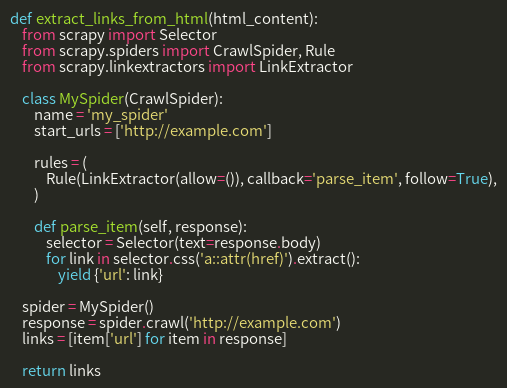 def extract_links_from_html(html_content):
    from scrapy import Selector
    from scrapy.spiders import CrawlSpider, Rule
    from scrapy.linkextractors import LinkExtractor

    class MySpider(CrawlSpider):
        name = 'my_spider'
        start_urls = ['http://example.com']

        rules = (
            Rule(LinkExtractor(allow=()), callback='parse_item', follow=True),
        )

        def parse_item(self, response):
            selector = Selector(text=response.body)
            for link in selector.css('a::attr(href)').extract():
                yield {'url': link}

    spider = MySpider()
    response = spider.crawl('http://example.com')
    links = [item['url'] for item in response]

    return links